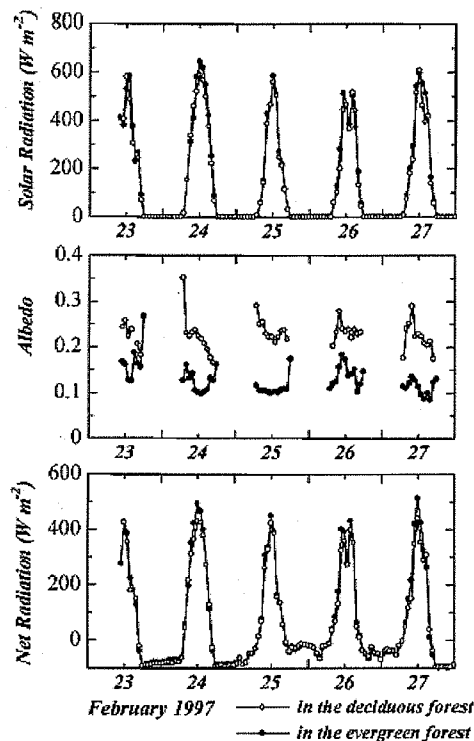 Solar Radiation (W m⁻²)
800
600
400
200
0
23 24 25 26 27
Albedo
0.4
0.3
0.2
0.1
0
23 24 25 26 27
Net Radiation (W m⁻²)
600
400
200
0
23 24 25 26 27
February 1997
in the deciduous forest
in the evergreen forest